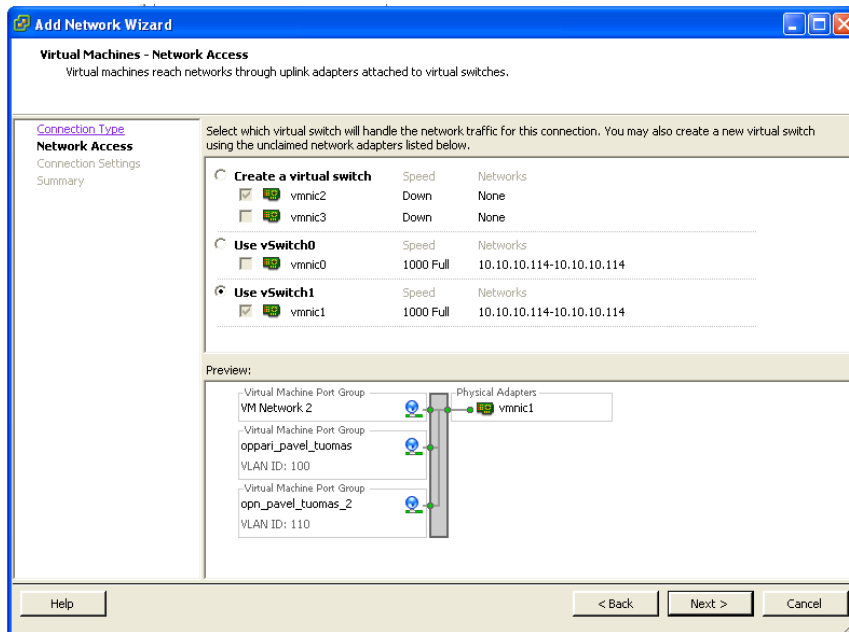 Add Network Wizard
Virtual Machines - Network Access
Virtual machines reach networks through uplink adapters attached to virtual switches.
Connection Type
Network Access
Connection Settings
Summary
Select which virtual switch will handle the network traffic for this connection. You may also create a new virtual switch
using the unclaimed network adapters listed below.
Create a virtual switch Speed Networks
vmnic2 Down None
vmnic3 Down None
Use vSwitch0 Speed Networks
vmnic0 1000 Full 10.10.10.114-10.10.10.114
Use vSwitch1 Speed Networks
vmnic1 1000 Full 10.10.10.114-10.10.10.114
Preview:
Virtual Machine Port Group Physical Adapters
VM Network 2 vmnic1
Virtual Machine Port Group
oppari_pavel_tuomas
VLAN ID: 100
Virtual Machine Port Group
opn_pavel_tuomas_2
VLAN ID: 110
Help < Back Next > Cancel